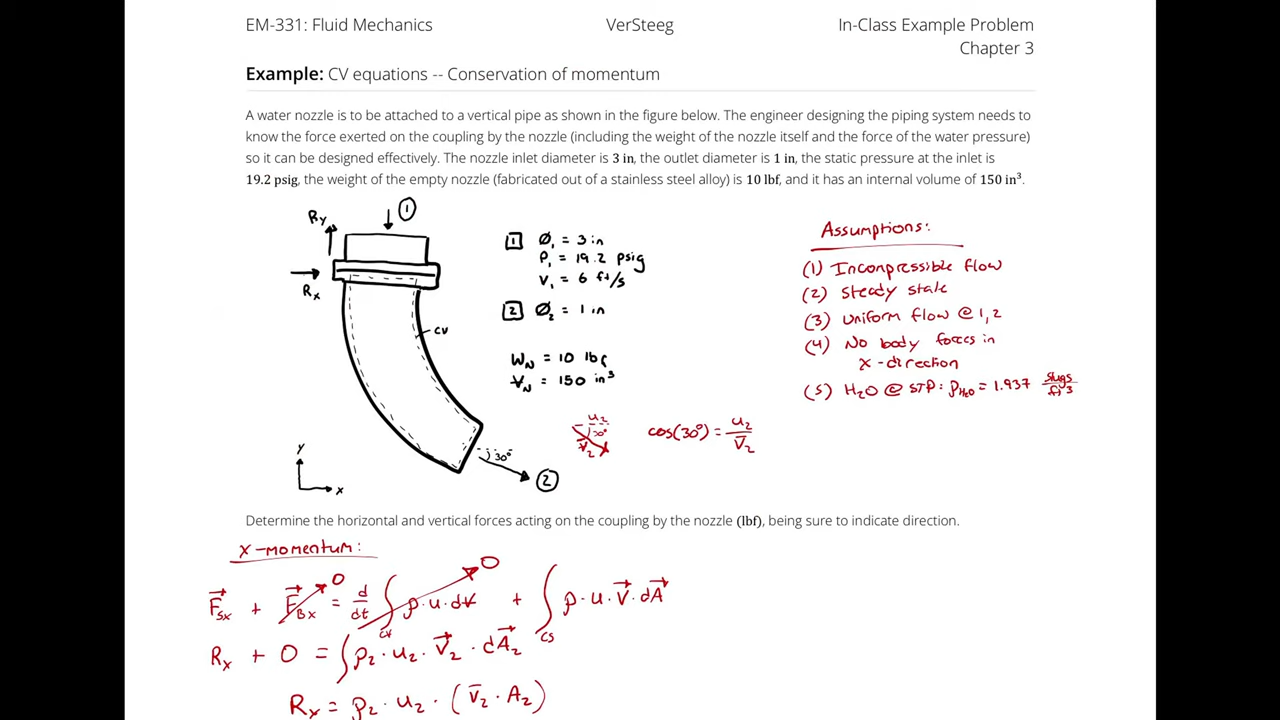 EM-331: Fluid Mechanics VerSteeg In-Class Example Problem
Chapter 3
Example: CV equations -- Conservation of momentum
A water nozzle is to be attached to a vertical pipe as shown in the figure below. The engineer designing the piping system needs to
know the force exerted on the coupling by the nozzle (including the weight of the nozzle itself and the force of the water pressure)
so it can be designed effectively. The nozzle inlet diameter is 3 in, the outlet diameter is 1 in, the static pressure at the inlet is
19.2 psig, the weight of the empty nozzle (fabricated out of a stainless steel alloy) is 10 lbf, and it has an internal volume of 150 in³.
Ry
1
Rx
CV
30°
2
y
x
1 Ø₁ = 3 in
P₁ = 19.2 psig
V₁ = 6 ft/s
2 Ø₂ = 1 in
W_N = 10 lbf
V_N = 150 in³
u₂
30°
V̄₂
cos(30°) = u₂/V̄₂
Assumptions:
(1) Incompressible flow
(2) Steady state
(3) Uniform flow @ 1, 2
(4) No body forces in
x-direction
(5) H₂O @ STP: ρ_H₂O = 1.937 slugs/ft³
Determine the horizontal and vertical forces acting on the coupling by the nozzle (lbf), being sure to indicate direction.
x-momentum:
F⃗_Sx + F⃗_Bx 0 = d/dt ∫_CV ρ·u·dV 0 + ∫_CS ρ·u·V⃗·dA⃗
Rx + 0 = ∫ρ₂·u₂·V⃗₂·dA⃗₂
Rx = ρ₂·u₂·(V̄₂·A₂)